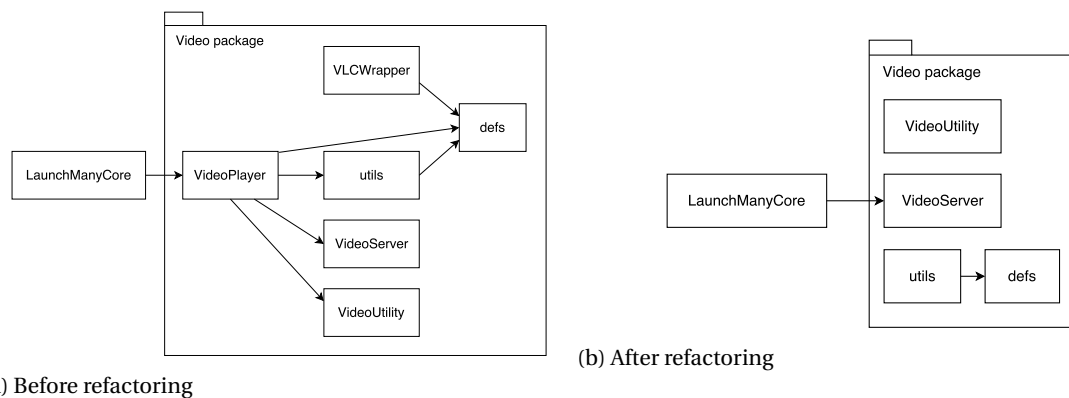 Video package
VLCWrapper
defs
LaunchManyCore
VideoPlayer
utils
VideoServer
VideoUtility
) Before refactoring
Video package
VideoUtility
LaunchManyCore
VideoServer
utils
defs
(b) After refactoring